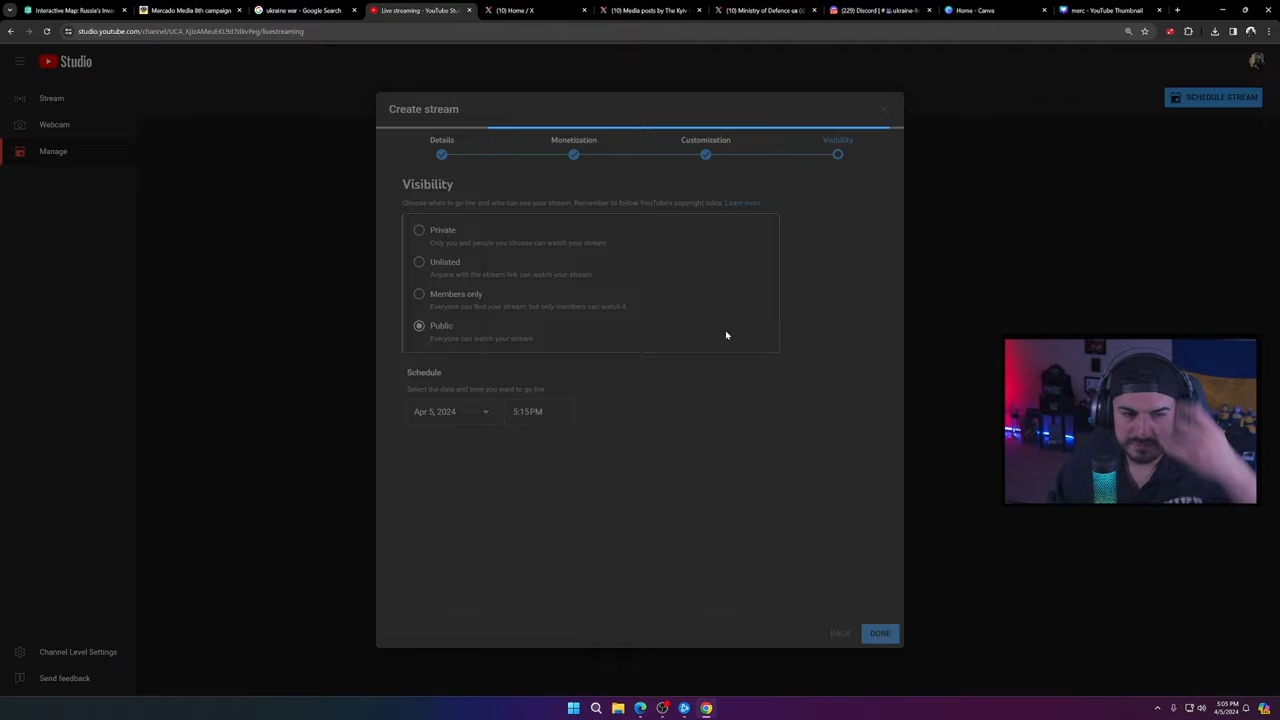 Interactive Map: Russia's Inva
Mercado Media 8th campaign
ukraine war - Google Search
Live streaming - YouTube Stu
(10) Home / X
(10) Media posts by The Kyiv
(10) Ministry of Defence
(229) Discord | # ukraine-fr
Home - Canva
merc - YouTube Thumbnail
studio.youtube.com/channel/UCA_KjizAMeuEKL9d7dkvPeg/livestreaming
Studio
SCHEDULE STREAM
Stream
Webcam
Manage
Create stream
Details
Monetization
Customization
Visibility
Visibility
Choose when to go live and who can see your stream. Remember to follow YouTube's copyright rules. Learn more
Private
Only you and people you choose can watch your stream
Unlisted
Anyone with the stream link can watch your stream
Members only
Everyone can find your stream, but only members can watch it.
Public
Everyone can watch your stream
Schedule
Select the date and time you want to go live
Apr 5, 2024
5:15 PM
BACK
DONE
Channel Level Settings
Send feedback
5:05 PM
4/5/2024